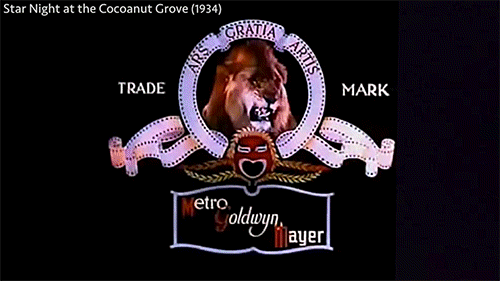 Star Night at the Cocoanut Grove (1934)
ARS GRATIA ARTIS
TRADE MARK
Metro
Goldwyn
Mayer